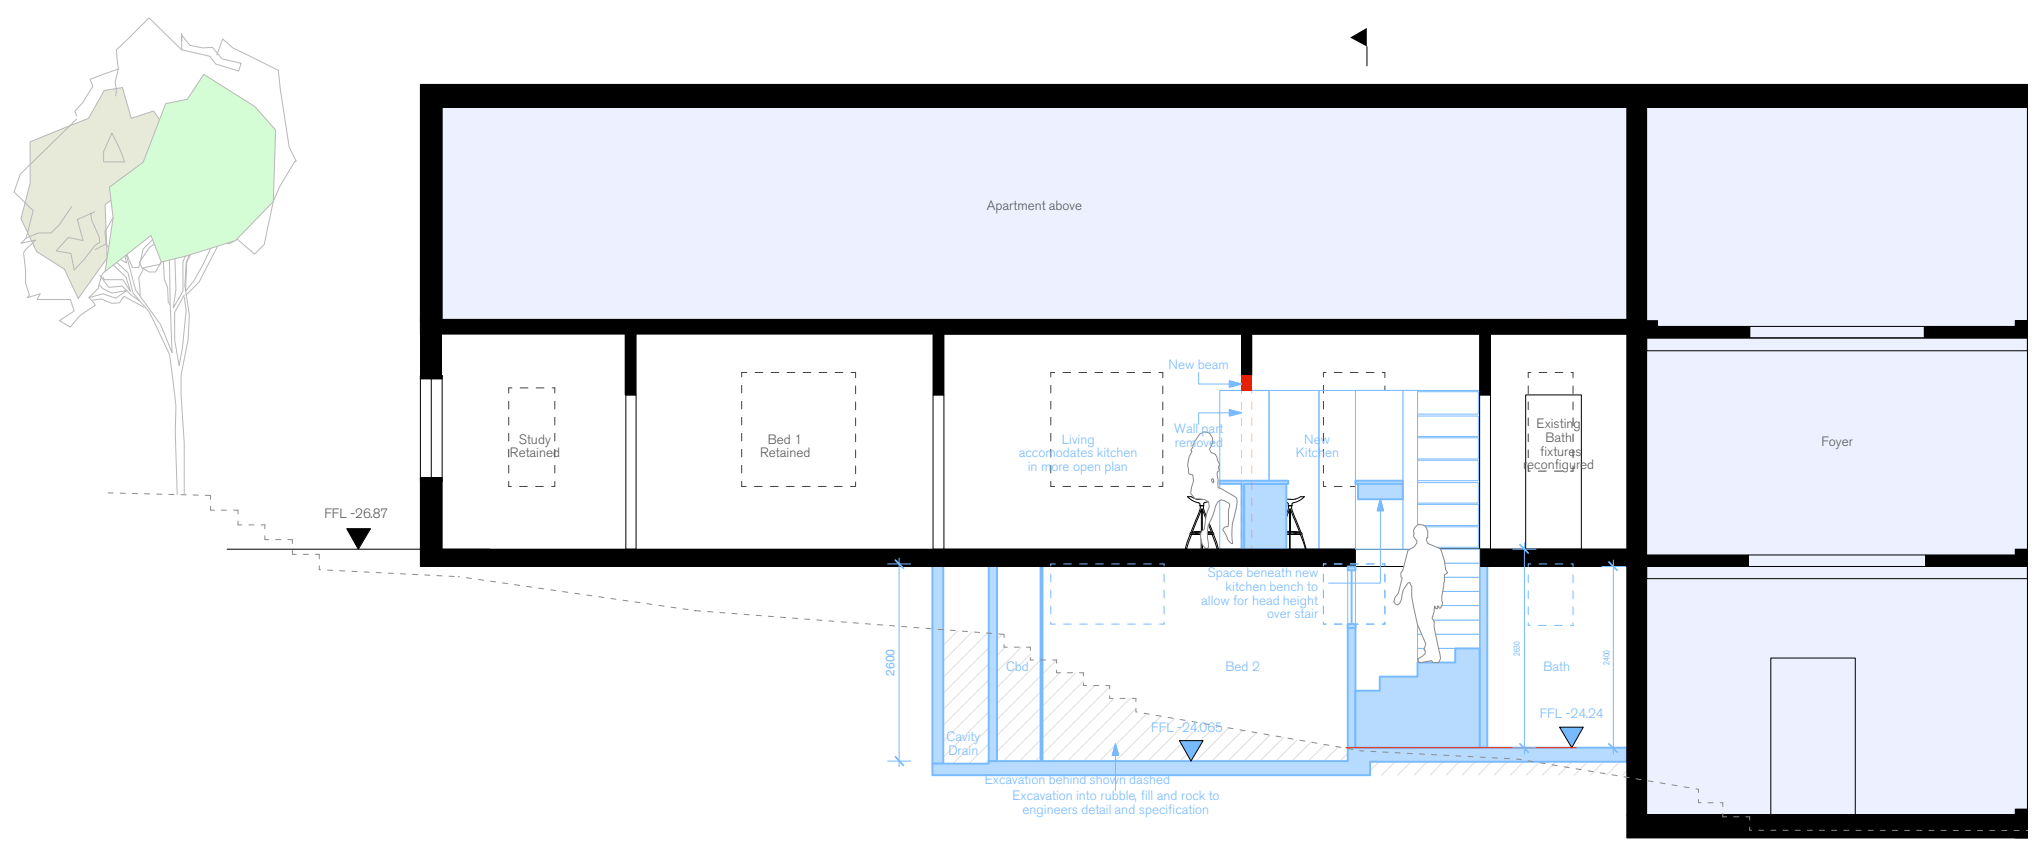 Apartment above
New beam
Wall part
removed
Study
Retained
Bed 1
Retained
Living
accomodates kitchen
in more open plan
New
Kitchen
Existing
Bath
fixtures
reconfigured
Foyer
FFL -26.87
Space beneath new
kitchen bench to
allow for head height
over stair
2600
Cbd
Bed 2
2630
Bath
2400
Cavity
Drain
FFL -24.065
FFL -24.24
Excavation behind shown dashed
Excavation into rubble, fill and rock to
engineers detail and specification